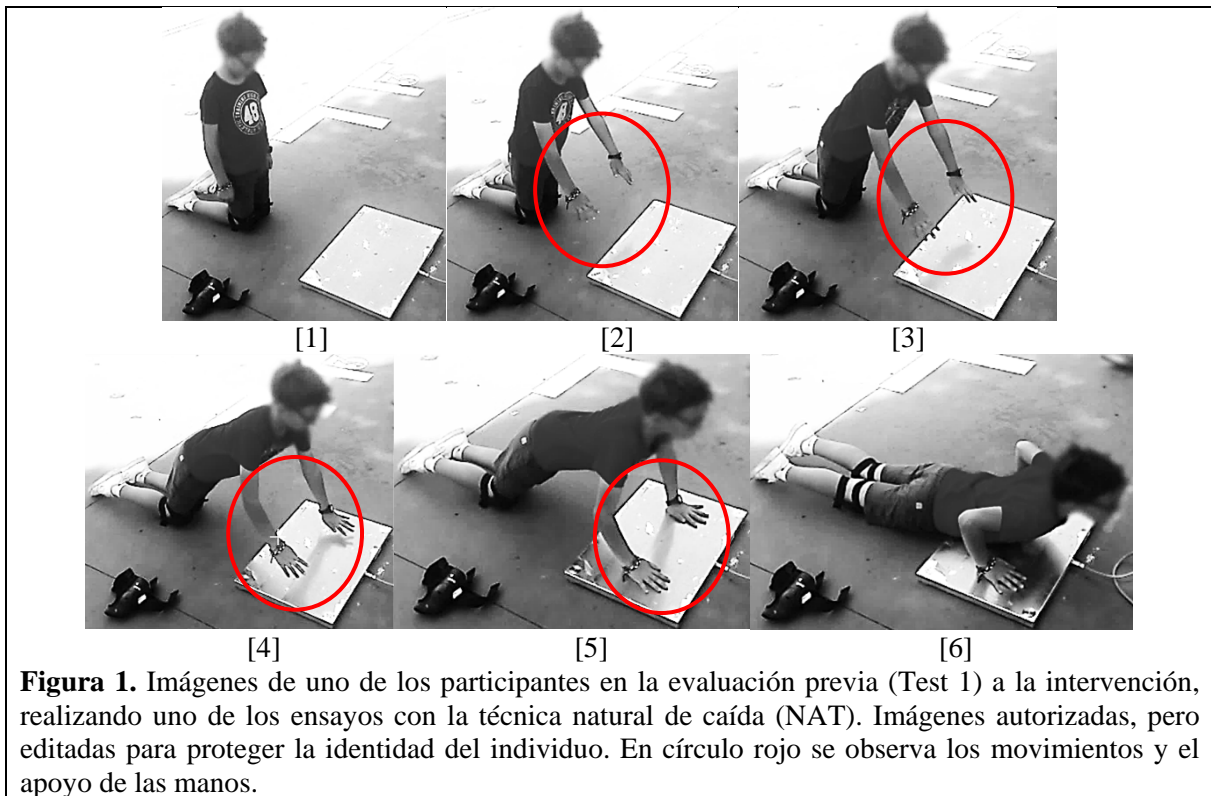 48
[1] [2] [3]
48
[4] [5] [6]
Figura 1. Imágenes de uno de los participantes en la evaluación previa (Test 1) a la intervención,
realizando uno de los ensayos con la técnica natural de caída (NAT). Imágenes autorizadas, pero
editadas para proteger la identidad del individuo. En círculo rojo se observa los movimientos y el
apoyo de las manos.